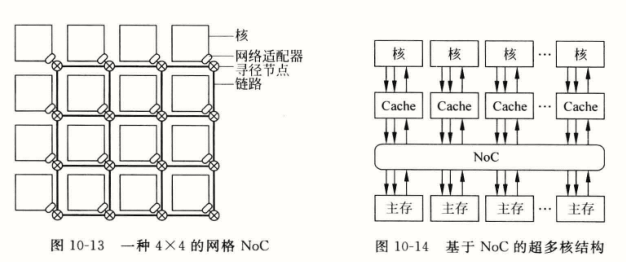 核
网络适配器
寻径节点
链路
图 10-13 一种 4×4 的网格 NoC
核 核 核 … 核
Cache Cache Cache … Cache
NoC
主存 主存 主存 … 主存
图 10-14 基于 NoC 的超多核结构